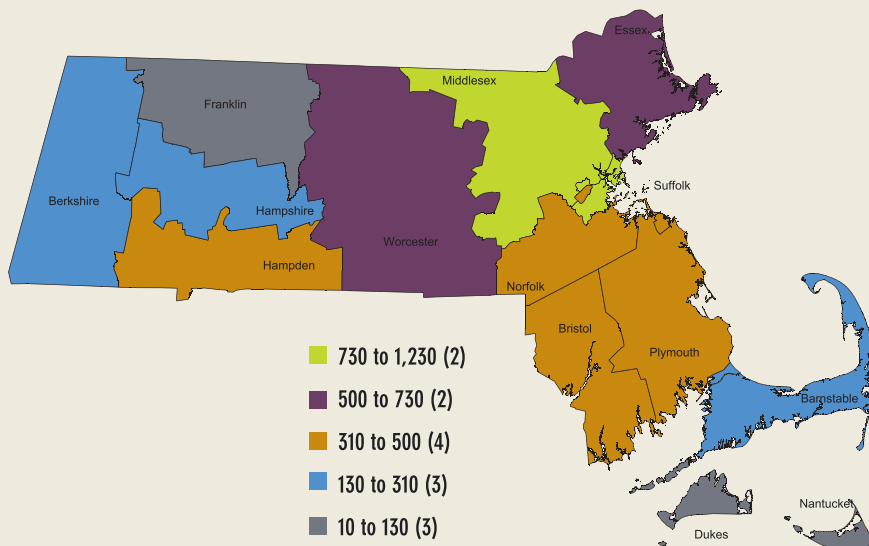 Essex
Middlesex
Franklin
Suffolk
Berkshire
Hampshire
Worcester
Hampden
Norfolk
Bristol
Plymouth
Barnstable
Nantucket
Dukes
730 to 1,230 (2)
500 to 730 (2)
310 to 500 (4)
130 to 310 (3)
10 to 130 (3)